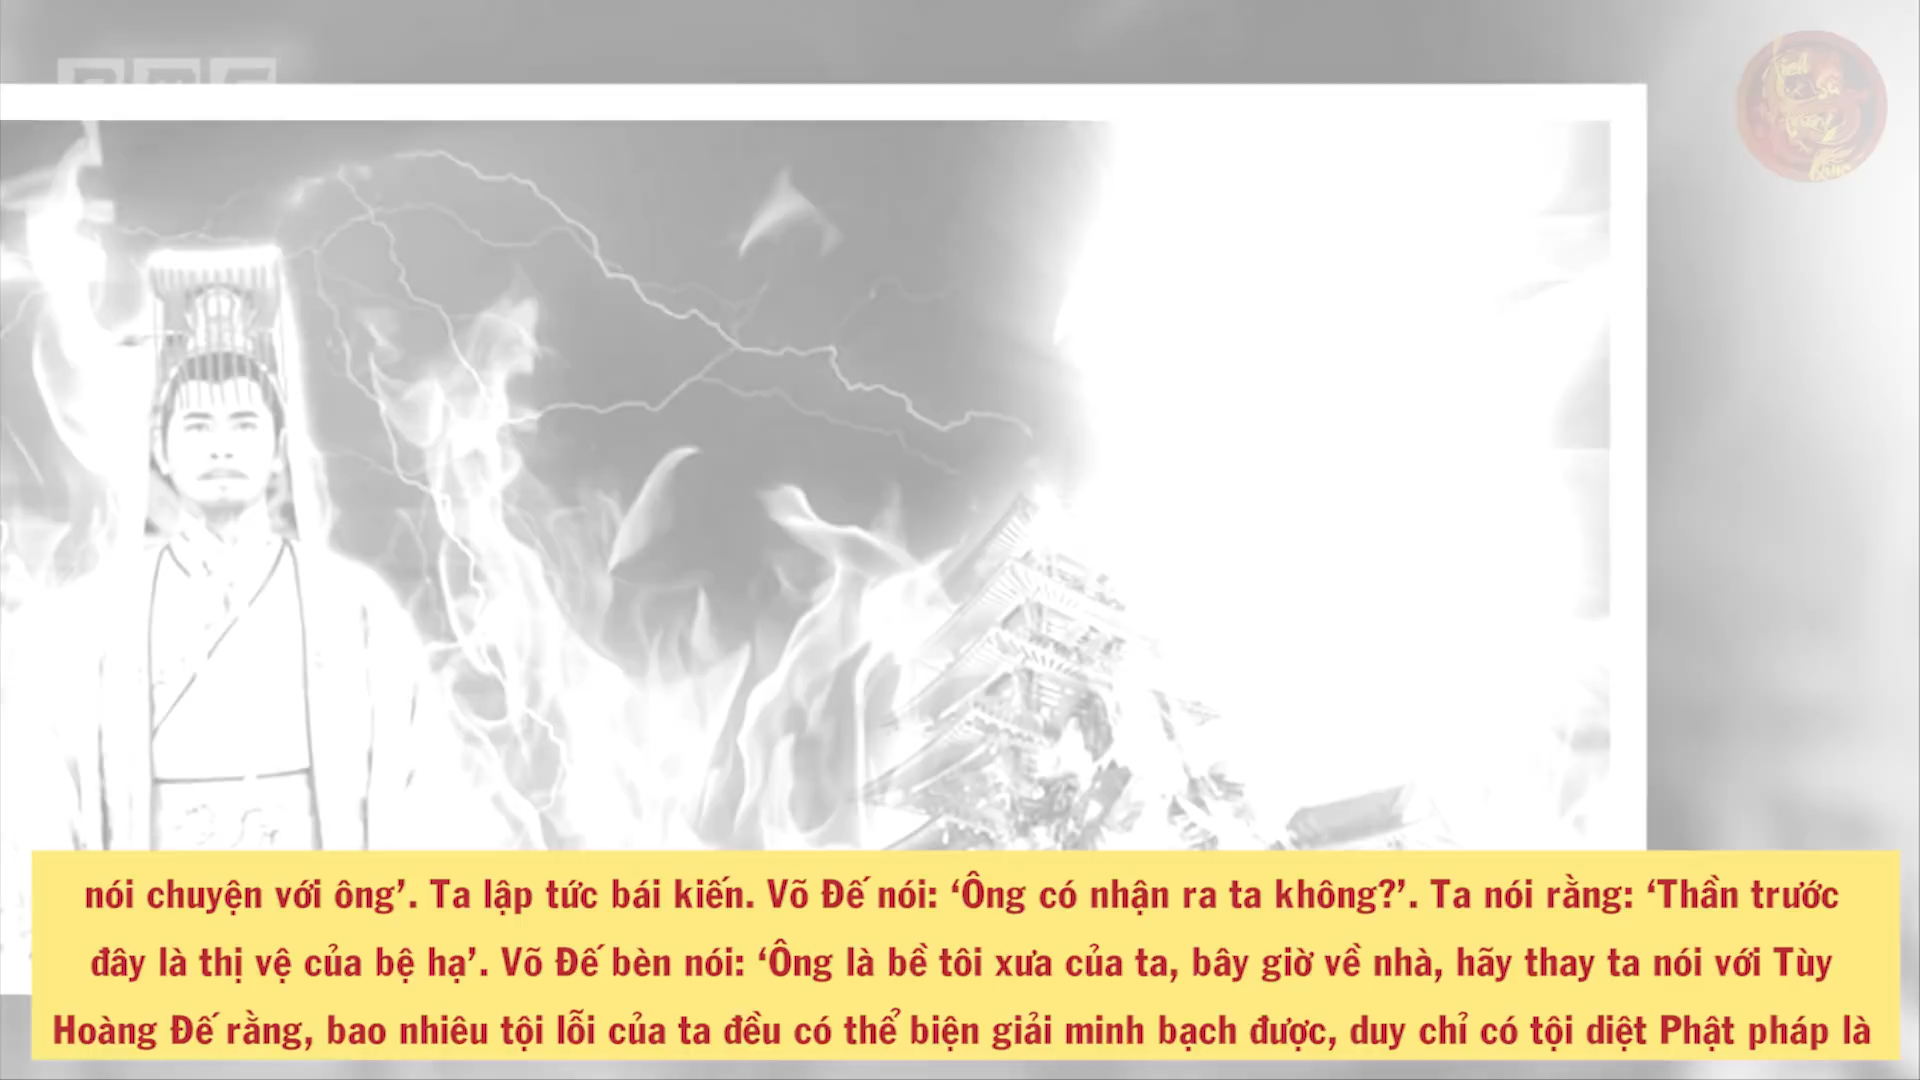 nói chuyện với ông’. Ta lập tức bái kiến. Võ Đế nói: ‘Ông có nhận ra ta không?’. Ta nói rằng: ‘Thần trước
đây là thị vệ của bệ hạ’. Võ Đế bèn nói: ‘Ông là bề tôi xưa của ta, bây giờ về nhà, hãy thay ta nói với Tùy
Hoàng Đế rằng, bao nhiêu tội lỗi của ta đều có thể biện giải minh bạch được, duy chỉ có tội diệt Phật pháp là